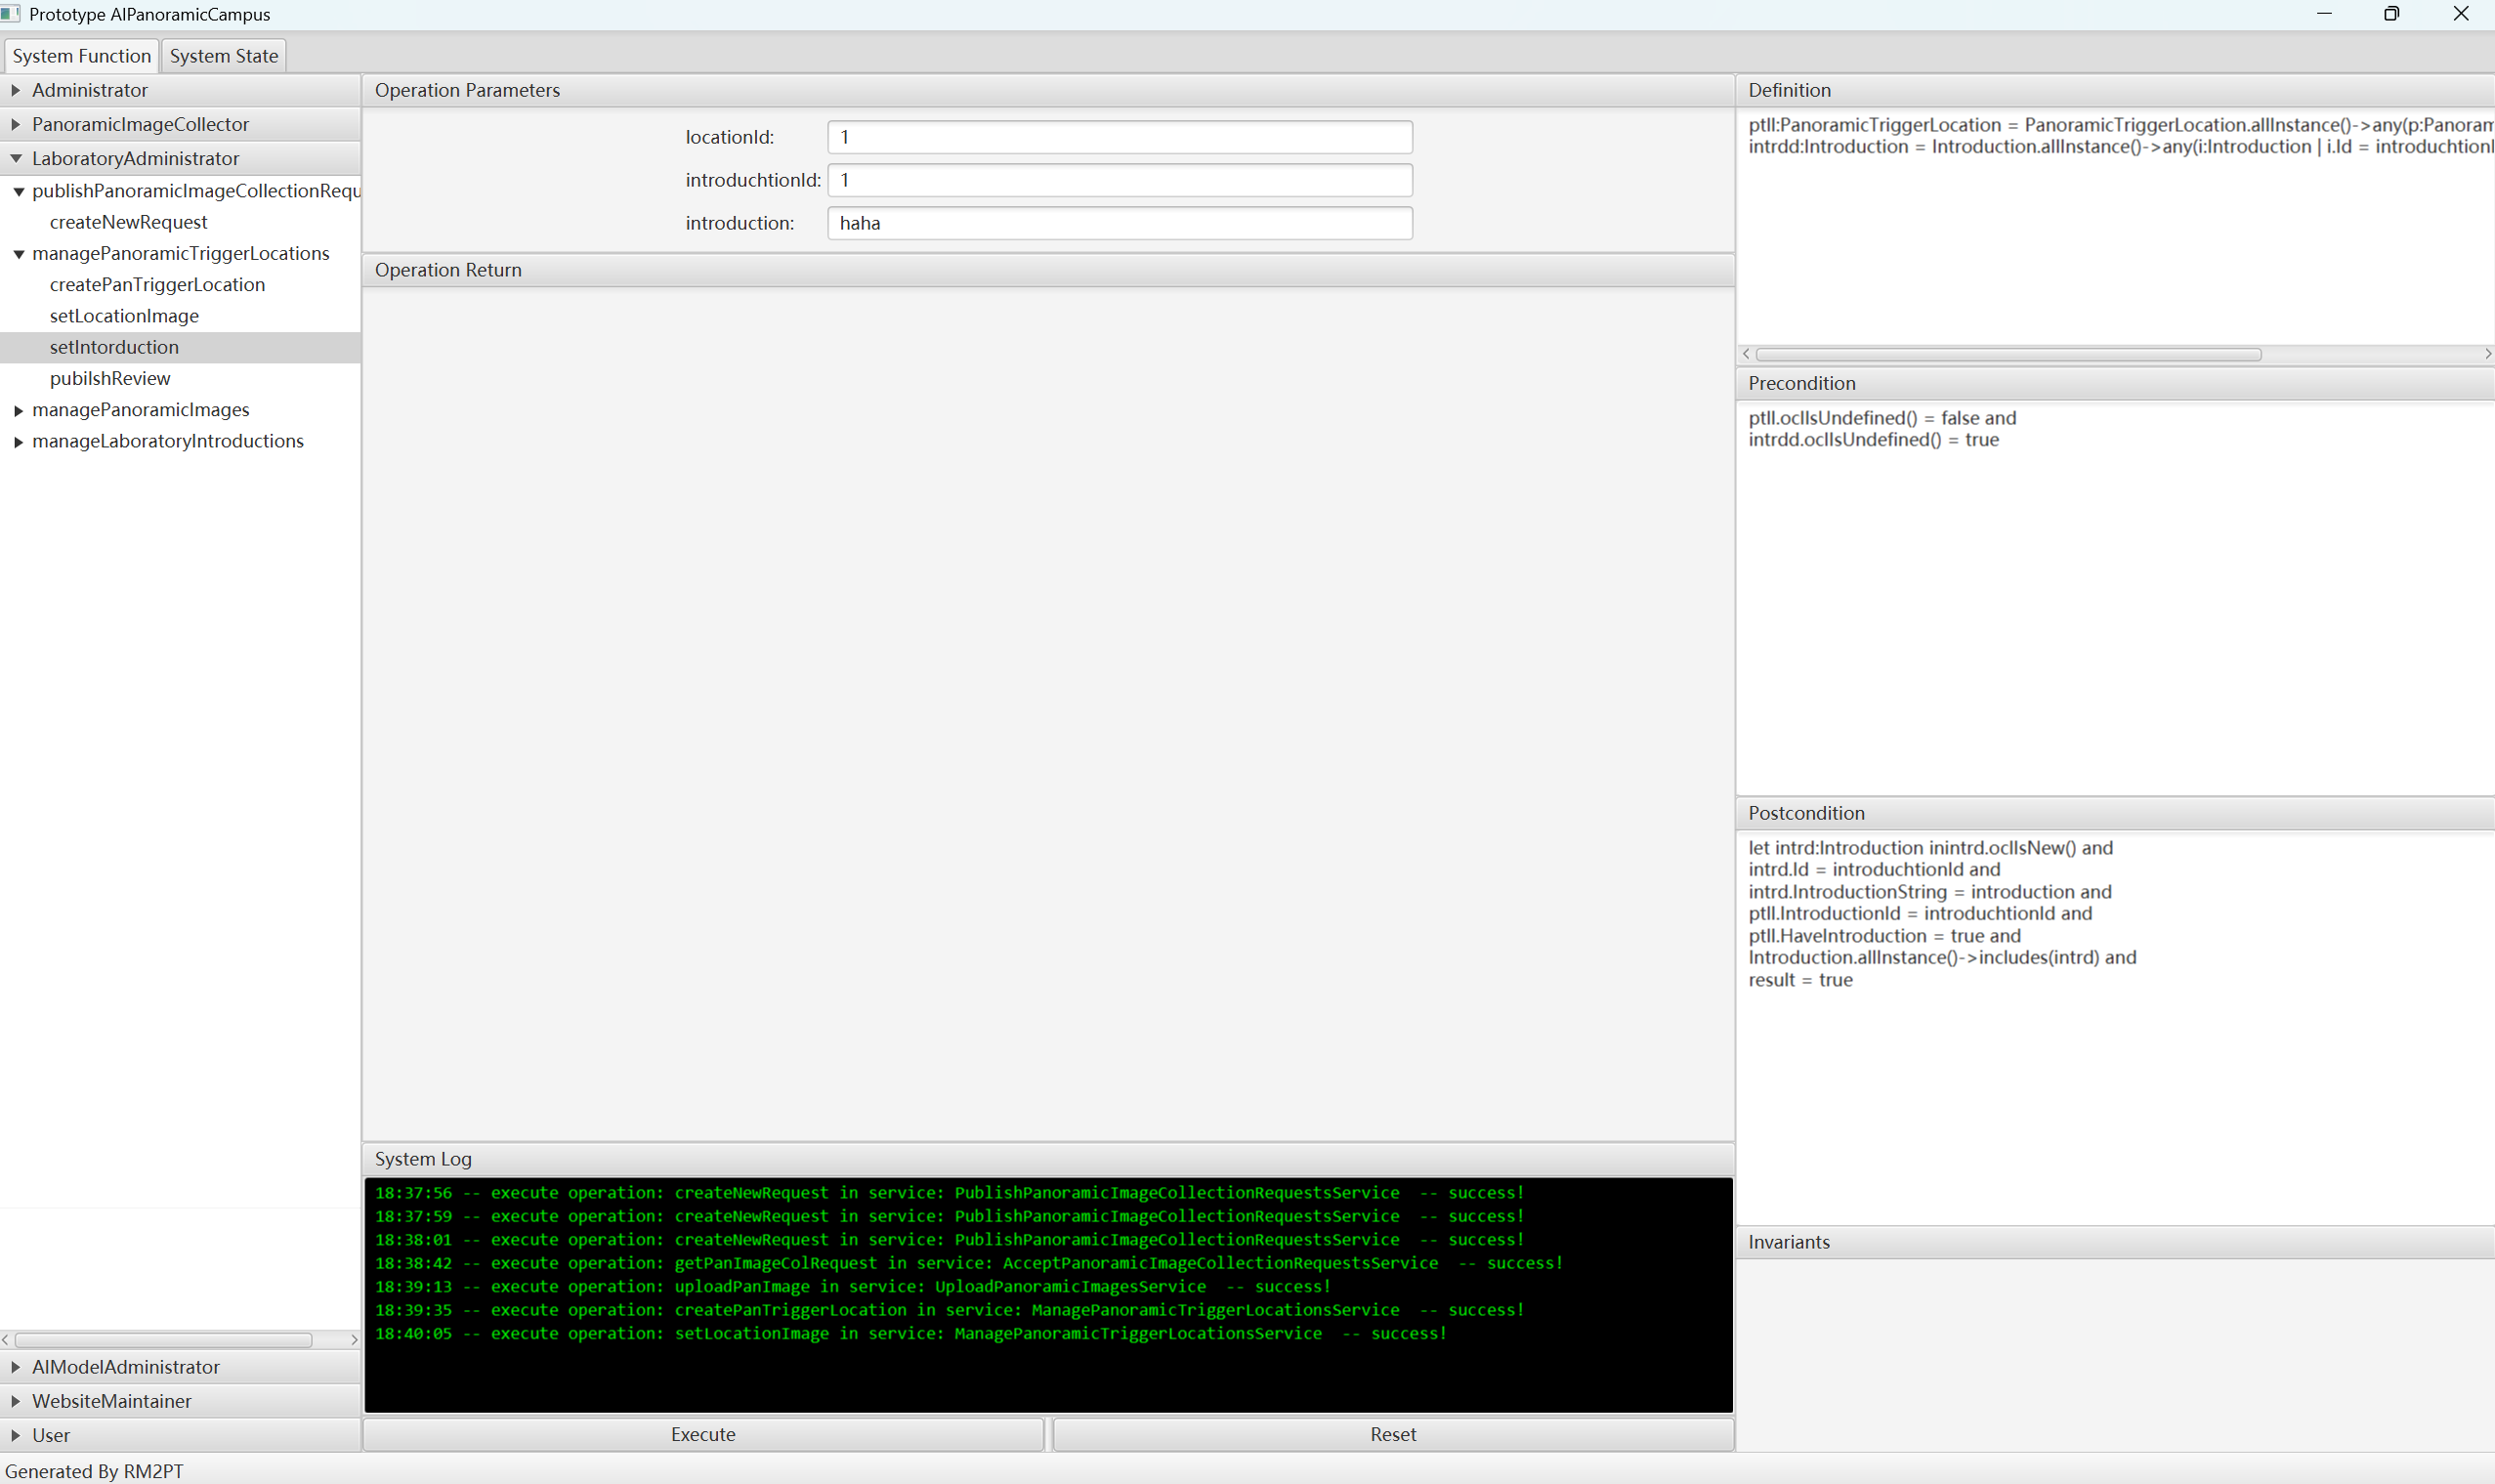 Prototype AIPanoramicCampus
System Function
System State
Administrator
PanoramicImageCollector
LaboratoryAdministrator
publishPanoramicImageCollectionRequ
createNewRequest
managePanoramicTriggerLocations
createPanTriggerLocation
setLocationImage
setIntorduction
pubilshReview
managePanoramicImages
manageLaboratoryIntroductions
AIModelAdministrator
WebsiteMaintainer
User
Operation Parameters
locationId: 1
introduchtionId: 1
introduction: haha
Operation Return
System Log
18:37:56 -- execute operation: createNewRequest in service: PublishPanoramicImageCollectionRequestsService -- success!
18:37:59 -- execute operation: createNewRequest in service: PublishPanoramicImageCollectionRequestsService -- success!
18:38:01 -- execute operation: createNewRequest in service: PublishPanoramicImageCollectionRequestsService -- success!
18:38:42 -- execute operation: getPanImageColRequest in service: AcceptPanoramicImageCollectionRequestsService -- success!
18:39:13 -- execute operation: uploadPanImage in service: UploadPanoramicImagesService -- success!
18:39:35 -- execute operation: createPanTriggerLocation in service: ManagePanoramicTriggerLocationsService -- success!
18:40:05 -- execute operation: setLocationImage in service: ManagePanoramicTriggerLocationsService -- success!
Execute
Reset
Definition
ptll:PanoramicTriggerLocation = PanoramicTriggerLocation.allInstance()->any(p:Panoram
intrdd:Introduction = Introduction.allInstance()->any(i:Introduction | i.Id = introduchtionI
Precondition
ptll.oclIsUndefined() = false and
intrdd.oclIsUndefined() = true
Postcondition
let intrd:Introduction inintrd.oclIsNew() and
intrd.Id = introduchtionId and
intrd.IntroductionString = introduction and
ptll.IntroductionId = introduchtionId and
ptll.HaveIntroduction = true and
Introduction.allInstance()->includes(intrd) and
result = true
Invariants
Generated By RM2PT